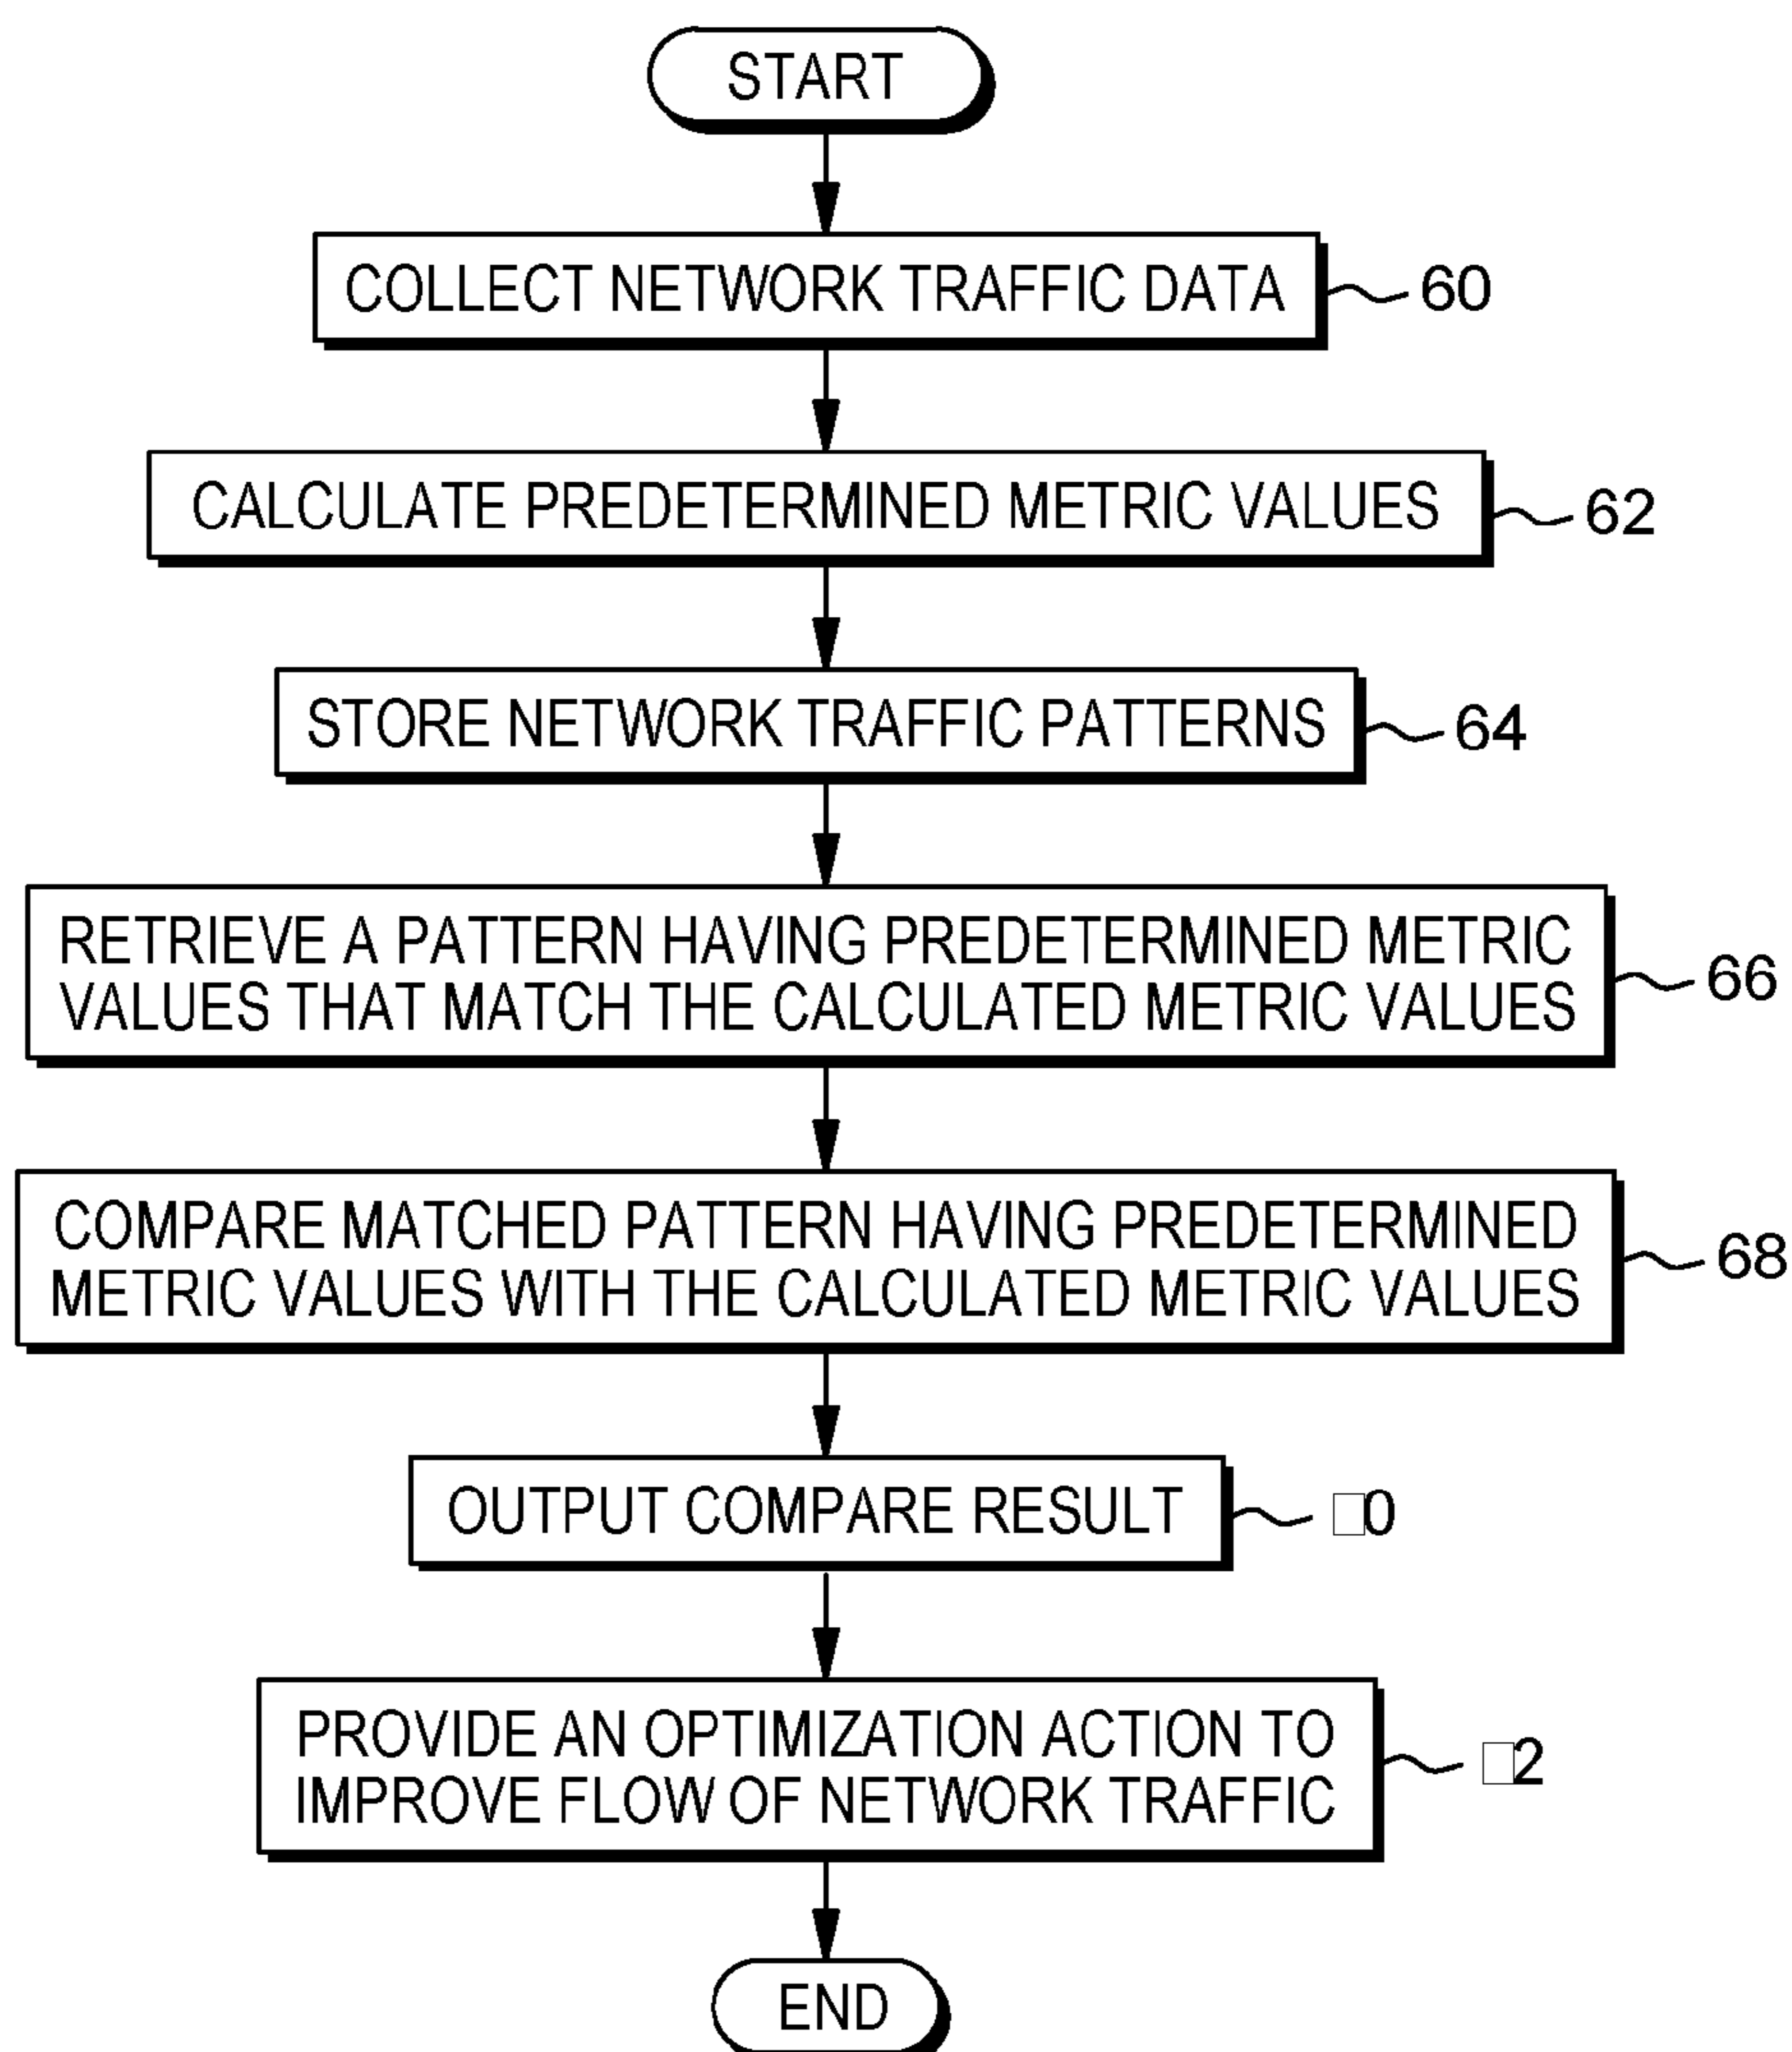 START
COLLECT NETWORK TRAFFIC DATA
60
CALCULATE PREDETERMINED METRIC VALUES
62
STORE NETWORK TRAFFIC PATTERNS
64
RETRIEVE A PATTERN HAVING PREDETERMINED METRIC
VALUES THAT MATCH THE CALCULATED METRIC VALUES
66
COMPARE MATCHED PATTERN HAVING PREDETERMINED
METRIC VALUES WITH THE CALCULATED METRIC VALUES
68
OUTPUT COMPARE RESULT
□0
PROVIDE AN OPTIMIZATION ACTION TO
IMPROVE FLOW OF NETWORK TRAFFIC
□2
END